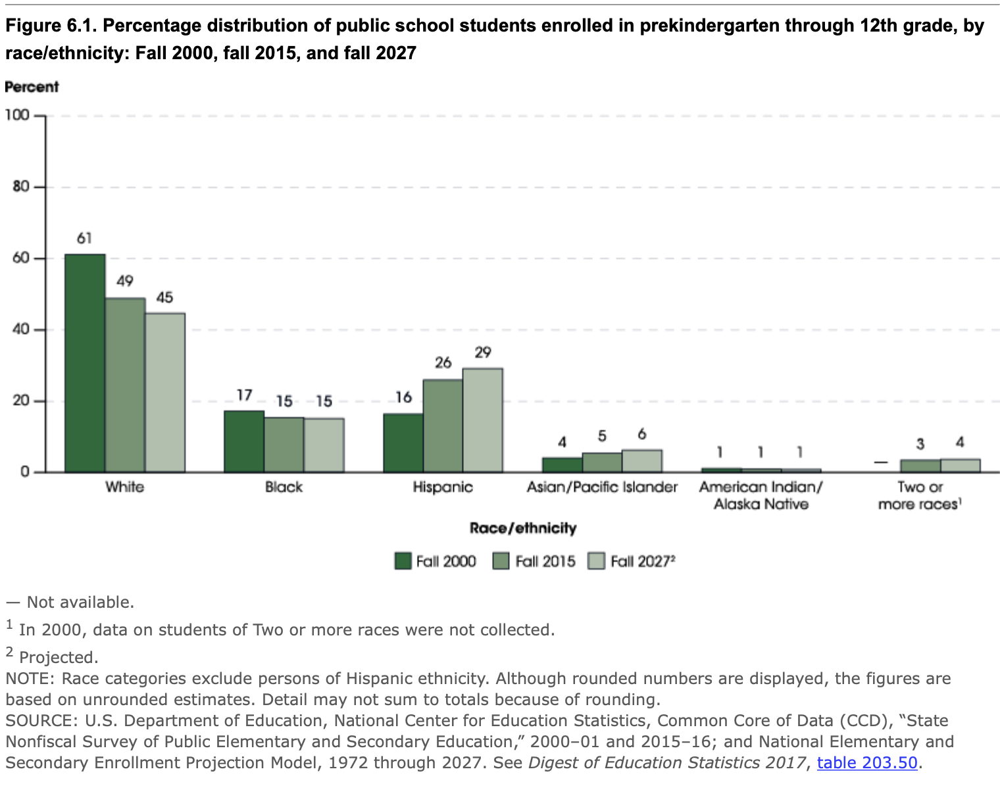 Figure 6.1. Percentage distribution of public school students enrolled in prekindergarten through 12th grade, by
race/ethnicity: Fall 2000, fall 2015, and fall 2027
Percent
100
80
60
40
20
0
61
49
45
17
15
15
16
26
29
4
5
6
1
1
1
—
3
4
White
Black
Hispanic
Asian/Pacific Islander
American Indian/
Alaska Native
Two or
more races¹
Race/ethnicity
Fall 2000
Fall 2015
Fall 2027²
— Not available.
¹ In 2000, data on students of Two or more races were not collected.
² Projected.
NOTE: Race categories exclude persons of Hispanic ethnicity. Although rounded numbers are displayed, the figures are
based on unrounded estimates. Detail may not sum to totals because of rounding.
SOURCE: U.S. Department of Education, National Center for Education Statistics, Common Core of Data (CCD), “State
Nonfiscal Survey of Public Elementary and Secondary Education,” 2000–01 and 2015–16; and National Elementary and
Secondary Enrollment Projection Model, 1972 through 2027. See Digest of Education Statistics 2017, table 203.50.